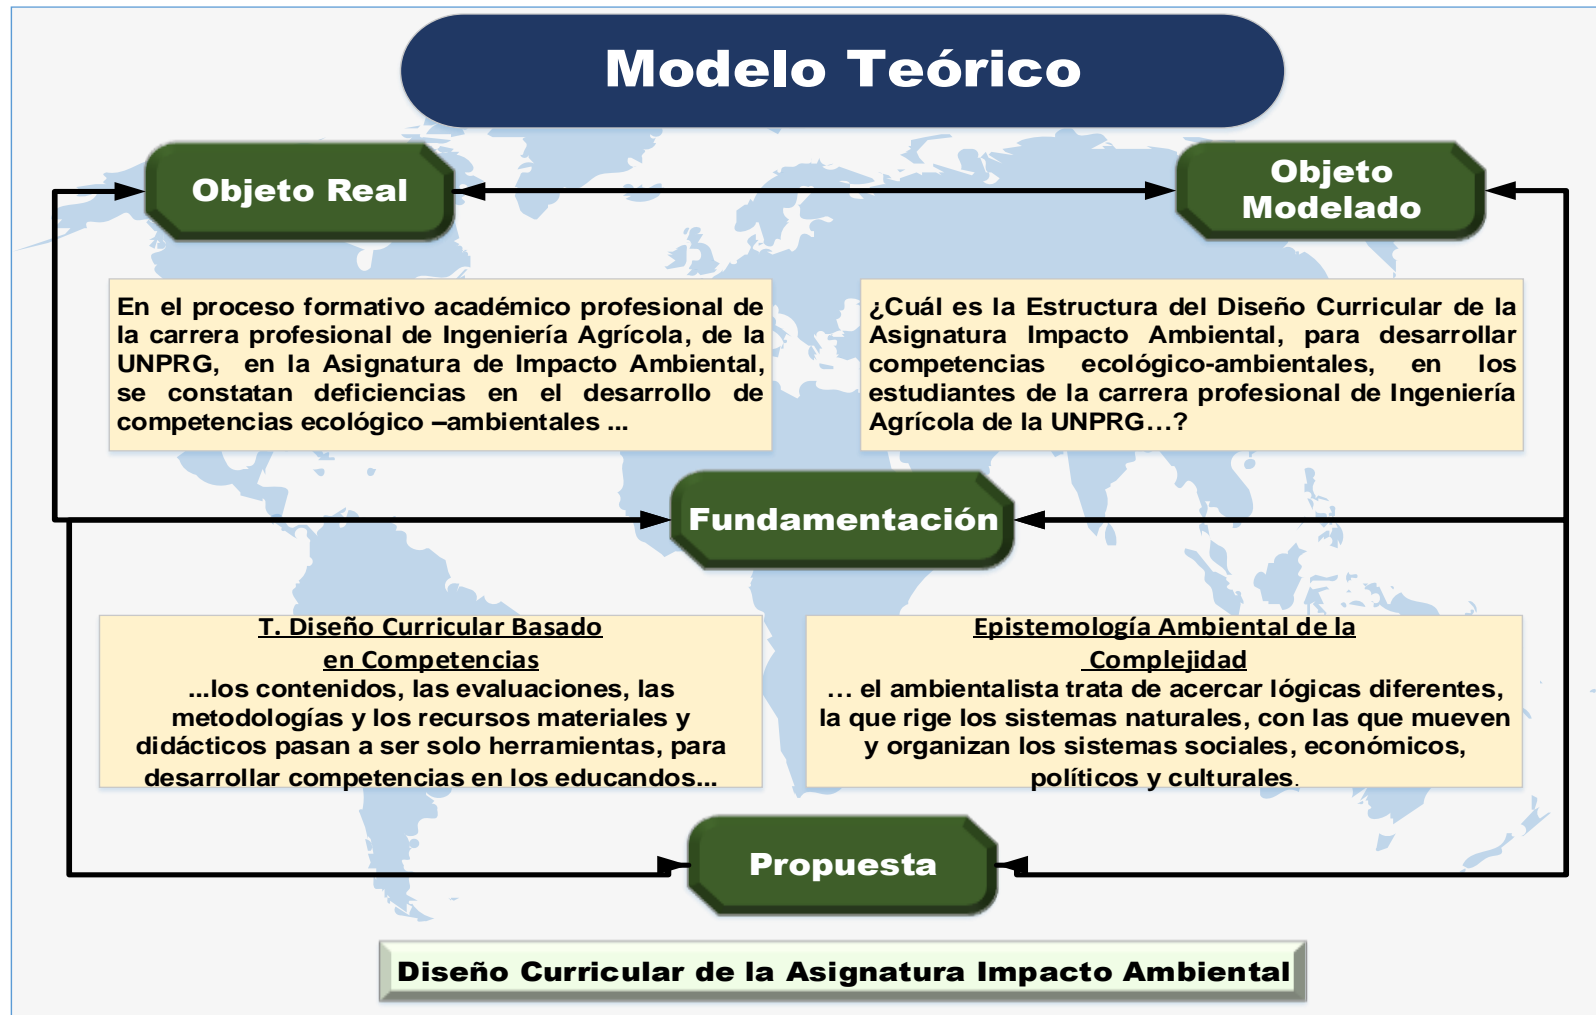 Modelo Teórico
Objeto Real
Objeto
Modelado
En el proceso formativo académico profesional de
la carrera profesional de Ingeniería Agrícola, de la
UNPRG, en la Asignatura de Impacto Ambiental,
se constatan deficiencias en el desarrollo de
competencias ecológico –ambientales ...
¿Cuál es la Estructura del Diseño Curricular de la
Asignatura Impacto Ambiental, para desarrollar
competencias ecológico-ambientales, en los
estudiantes de la carrera profesional de Ingeniería
Agrícola de la UNPRG…?
Fundamentación
T. Diseño Curricular Basado
en Competencias
...los contenidos, las evaluaciones, las
metodologías y los recursos materiales y
didácticos pasan a ser solo herramientas, para
desarrollar competencias en los educandos...
Epistemología Ambiental de la
Complejidad
… el ambientalista trata de acercar lógicas diferentes,
la que rige los sistemas naturales, con las que mueven
y organizan los sistemas sociales, económicos,
políticos y culturales.
Propuesta
Diseño Curricular de la Asignatura Impacto Ambiental